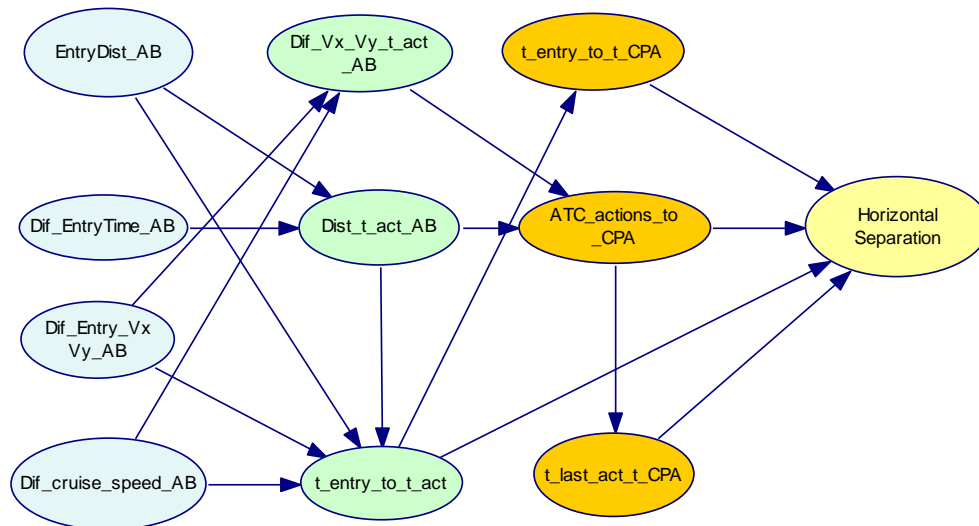 EntryDist_AB
Dif_Vx_Vy_t_act
_AB
t_entry_to_t_CPA
Dif_EntryTime_AB
Dist_t_act_AB
ATC_actions_to
_CPA
Horizontal
Separation
Dif_Entry_Vx
Vy_AB
Dif_cruise_speed_AB
t_entry_to_t_act
t_last_act_t_CPA